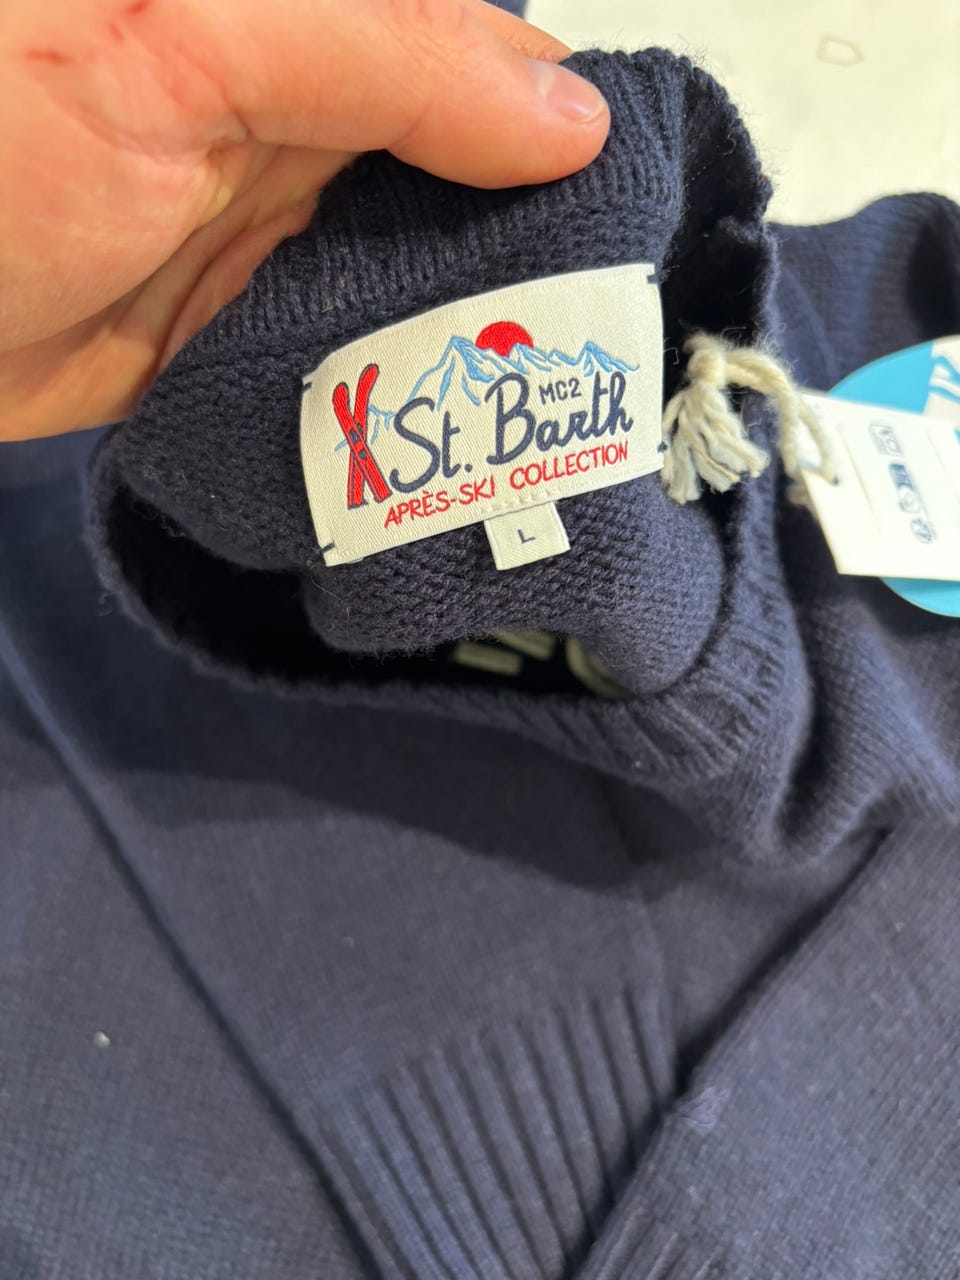 MC2
St. Barth
APRÈS-SKI COLLECTION
L